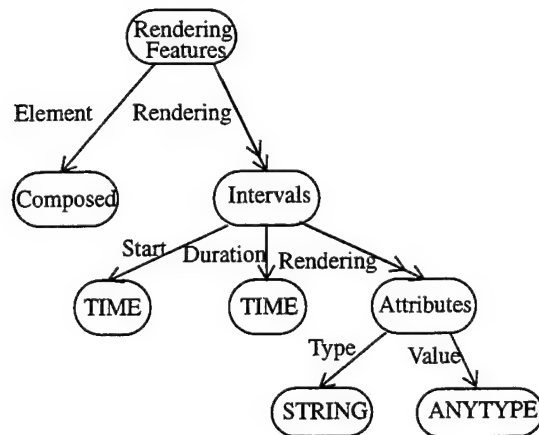 Rendering
Features
Element
Rendering
Composed
Intervals
Start
Duration
Rendering
TIME
TIME
Attributes
Type
Value
STRING
ANYTYPE